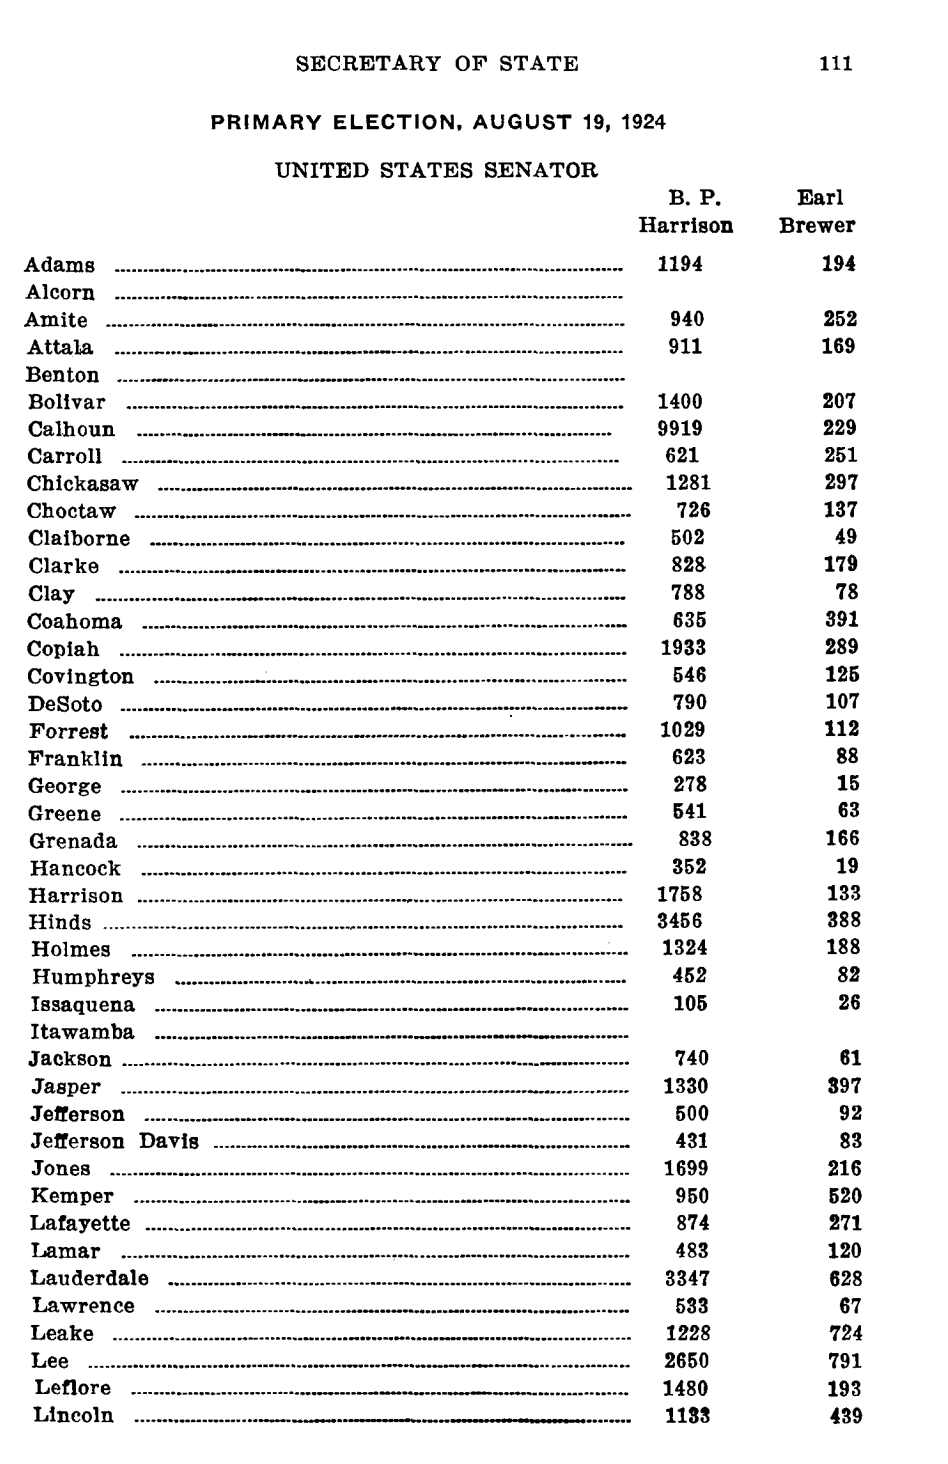 SECRETARY OF STATE 111
PRIMARY ELECTION, AUGUST 19, 1924
UNITED STATES SENATOR
B. P. Earl
Harrison Brewer
Adams 1194 194
Alcorn
Amite 940 252
Attala 911 169
Benton
Bolivar 1400 207
Calhoun 9919 229
Carroll 621 251
Chickasaw 1281 297
Choctaw 726 137
Claiborne 502 49
Clarke 828 179
Clay 788 78
Coahoma 635 391
Copiah 1933 289
Covington 546 125
DeSoto 790 107
Forrest 1029 112
Franklin 623 88
George 278 15
Greene 541 63
Grenada 838 166
Hancock 352 19
Harrison 1758 133
Hinds 3456 388
Holmes 1324 188
Humphreys 452 82
Issaquena 105 26
Itawamba
Jackson 740 61
Jasper 1330 397
Jefferson 500 92
Jefferson Davis 431 83
Jones 1699 216
Kemper 950 520
Lafayette 874 271
Lamar 483 120
Lauderdale 3347 628
Lawrence 533 67
Leake 1228 724
Lee 2650 791
Leflore 1480 193
Lincoln 1133 439